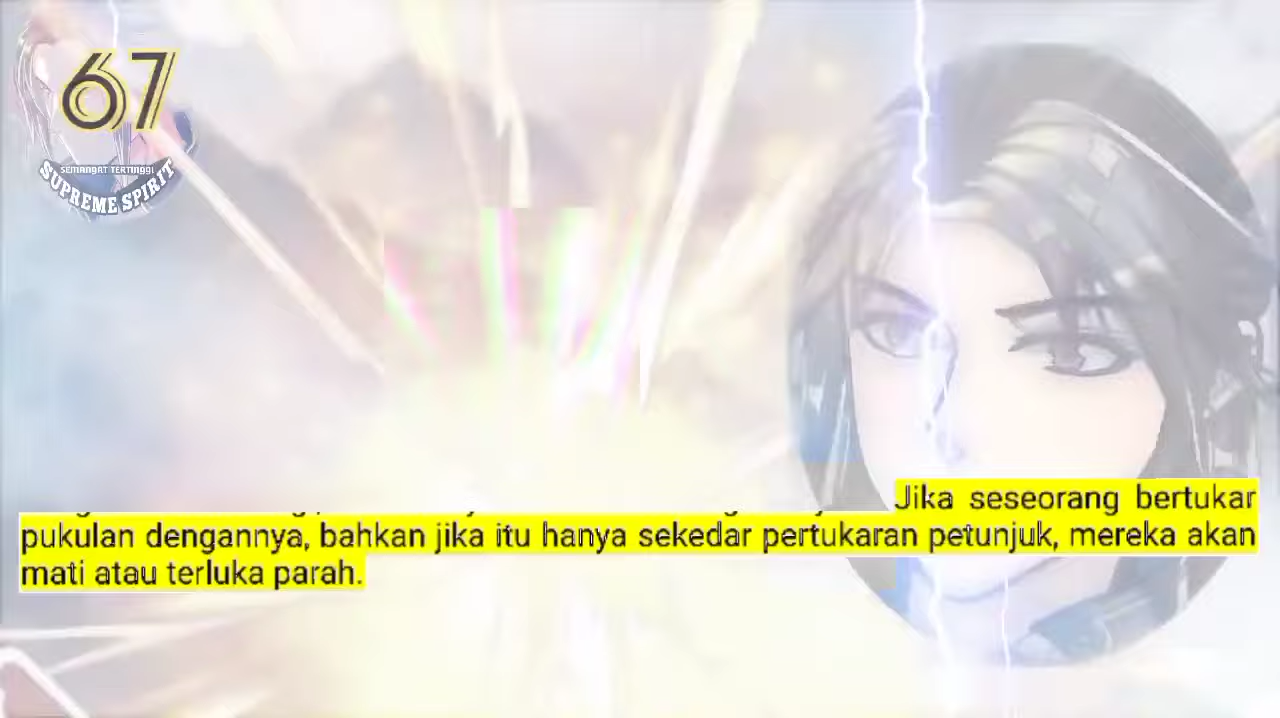 67
SEMANGAT TERTINGGI
SUPREME SPIRIT
Jika seseorang bertukar
pukulan dengannya, bahkan jika itu hanya sekedar pertukaran petunjuk, mereka akan
mati atau terluka parah.